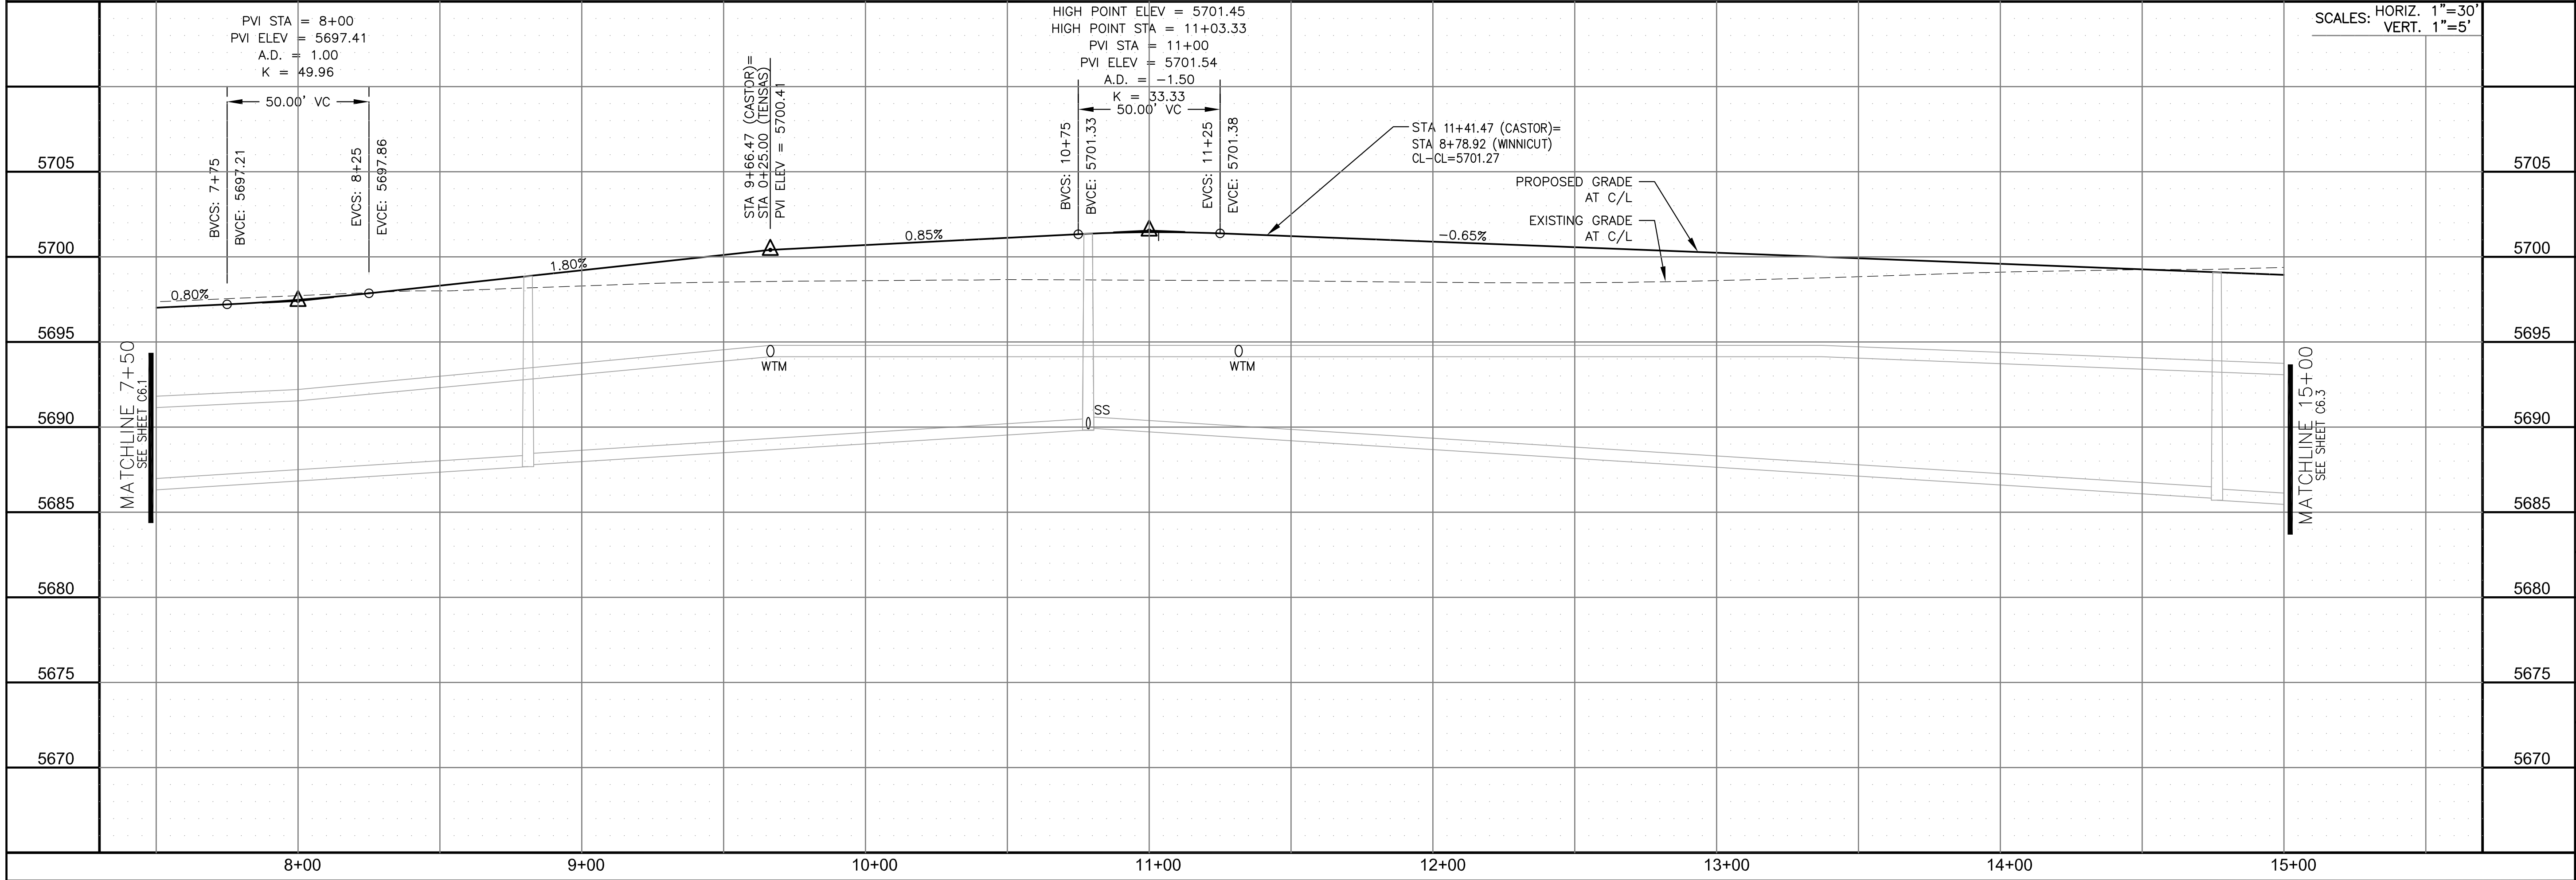 PVI STA = 8+00
PVI ELEV = 5697.41
A.D. = 1.00
K = 49.96
50.00' VC
BVCS: 7+75
BVCE: 5697.21
EVCS: 8+25
EVCE: 5697.86
STA 9+66.47 (CASTOR)=
STA 0+25.00 (TENSAS)
PVI ELEV = 5700.41
HIGH POINT ELEV = 5701.45
HIGH POINT STA = 11+03.33
PVI STA = 11+00
PVI ELEV = 5701.54
A.D. = -1.50
K = 33.33
50.00' VC
BVCS: 10+75
BVCE: 5701.33
EVCS: 11+25
EVCE: 5701.38
STA 11+41.47 (CASTOR)=
STA 8+78.92 (WINNICUT)
CL-CL=5701.27
PROPOSED GRADE
AT C/L
EXISTING GRADE
AT C/L
SCALES: HORIZ. 1"=30'
VERT. 1"=5'
0.80%
1.80%
0.85%
-0.65%
WTM
WTM
SS
MATCHLINE 7+50
SEE SHEET C6.1
MATCHLINE 15+00
SEE SHEET C6.3
5705
5700
5695
5690
5685
5680
5675
5670
5705
5700
5695
5690
5685
5680
5675
5670
8+00
9+00
10+00
11+00
12+00
13+00
14+00
15+00